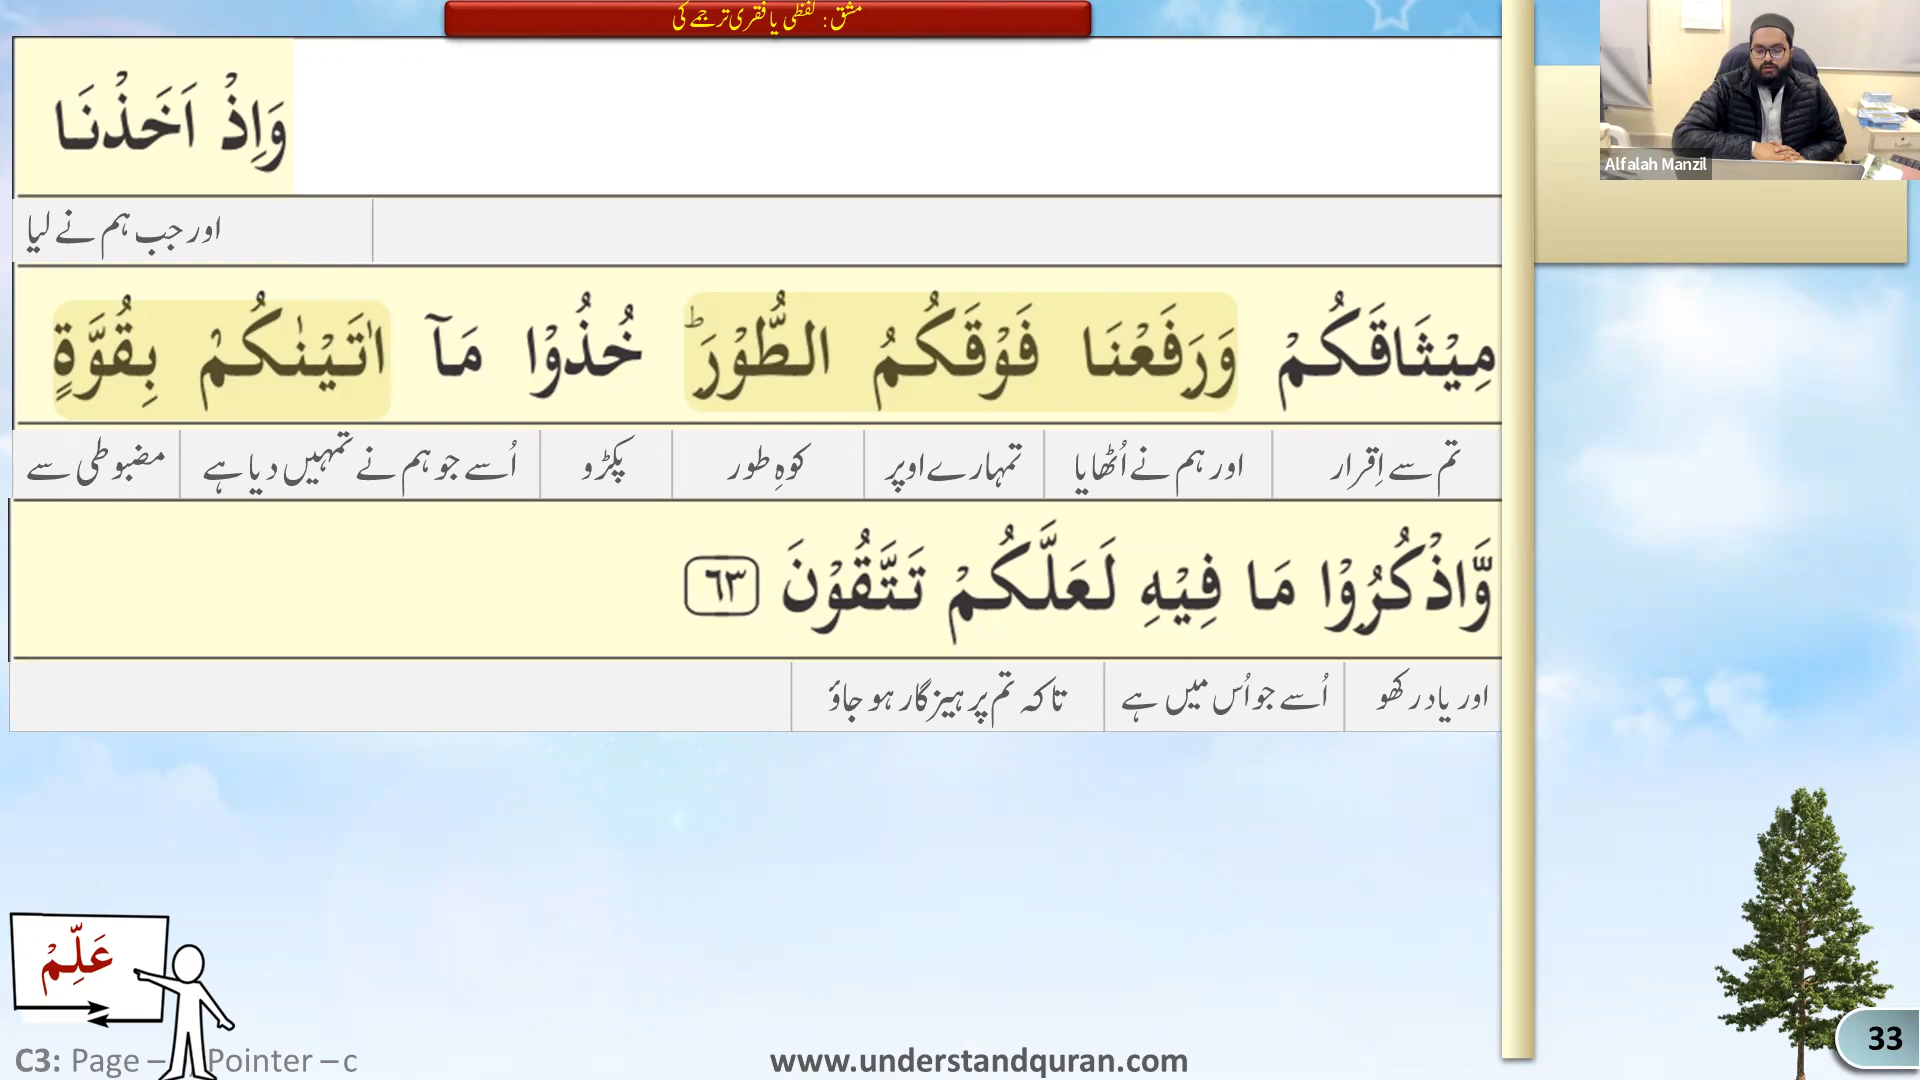 مشق: لفظی یا فقری ترجمے کی
Alfalah Manzil
وَاِذْ اَخَذْنَا
اور جب ہم نے لیا
مِيْثَاقَكُمْ وَرَفَعْنَا فَوْقَكُمُ الطُّوْرَ ؕ خُذُوْا مَآ اٰتَيْنٰكُمْ بِقُوَّةٍ
تم سے اِقرار اور ہم نے اُٹھایا تمہارے اوپر کوہِ طور پکڑو اُسے جو ہم نے تمہیں دیا ہے مضبوطی سے
وَّاذْكُرُوْا مَا فِيْهِ لَعَلَّكُمْ تَتَّقُوْنَ ٦٣
اور یاد رکھو اُسے جو اُس میں ہے تاکہ تم پرہیزگار ہو جاؤ
عَلِّمْ
C3: Page – Pointer – c
www.understandquran.com
33